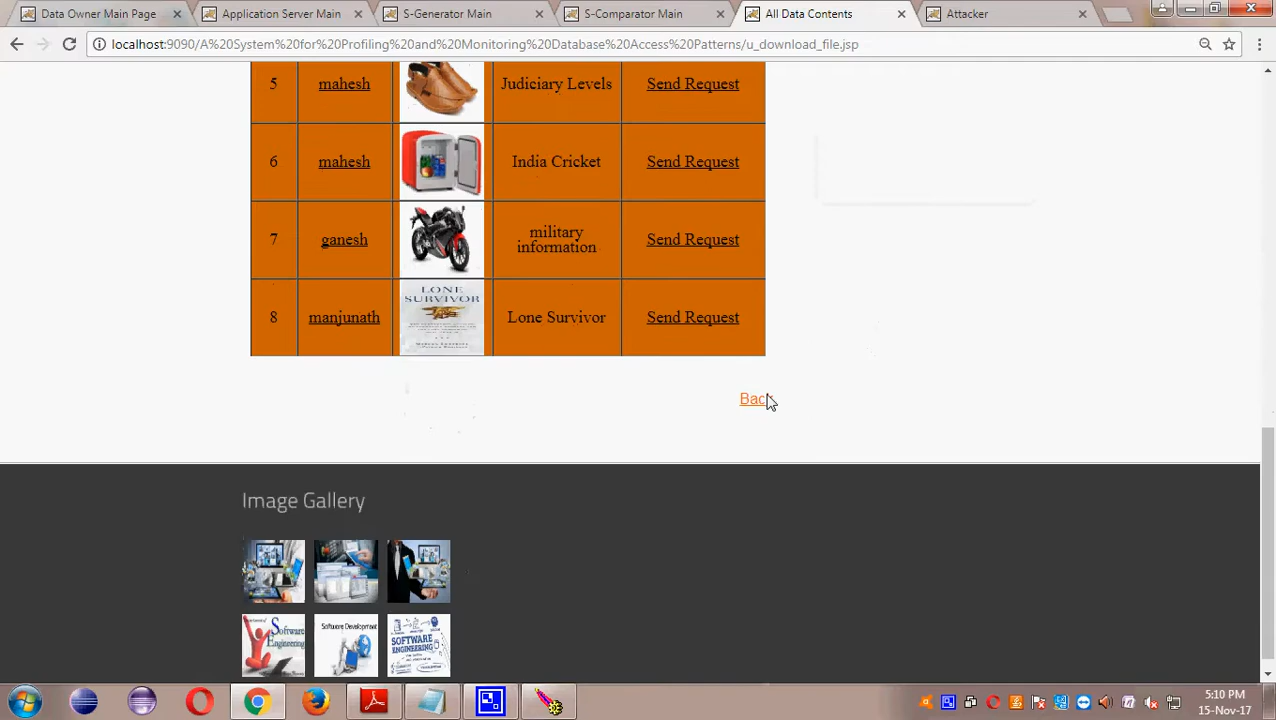 Data Owner Main Page
Application Server Main
S-Generator Main
S-Comparator Main
All Data Contents
Attacker
localhost:9090/A%20System%20for%20Profiling%20and%20Monitoring%20Database%20Access%20Patterns/u_download_file.jsp
5 mahesh Judiciary Levels Send Request
6 mahesh India Cricket Send Request
7 ganesh military information Send Request
LONE SURVIVOR
8 manjunath Lone Survivor Send Request
Back
Image Gallery
Software Engineering
Software Development
SOFTWARE ENGINEERING
5:10 PM
15-Nov-17